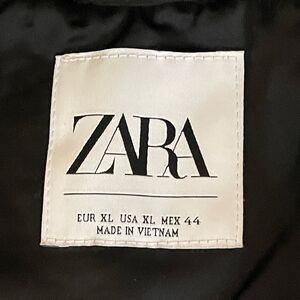 ZARA
EUR XL USA XL MEX 44
MADE IN VIETNAM